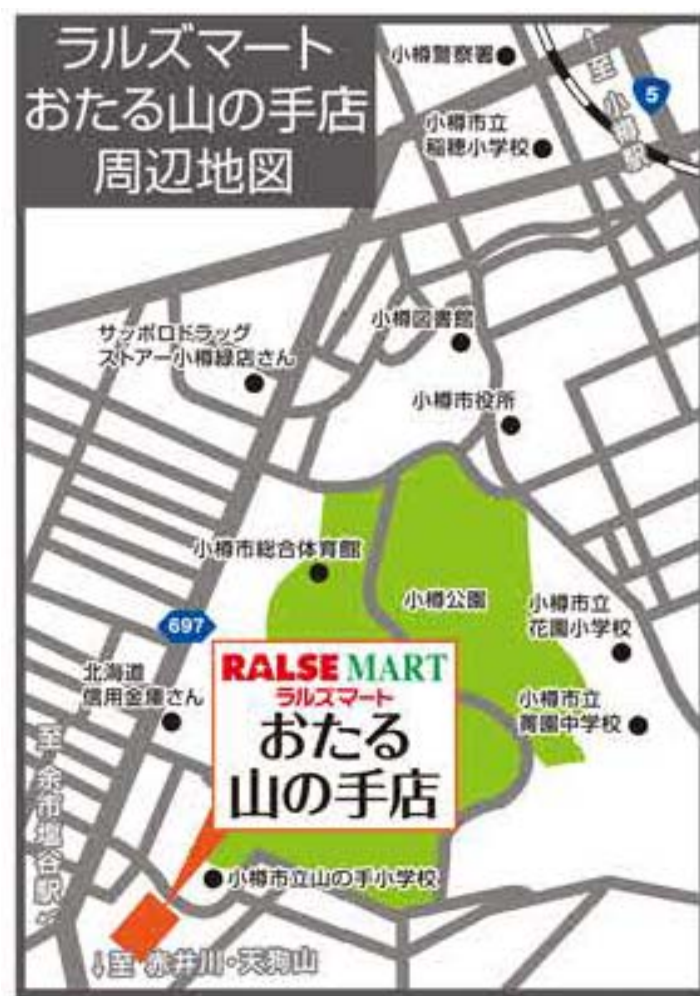 ラルズマート
おたる山の手店
周辺地図
小樽警察署
↑至 小樽駅
5
小樽市立
稲穂小学校
小樽図書館
サッポロドラッグ
ストアー小樽緑店さん
小樽市役所
小樽市総合体育館
小樽公園
小樽市立
花園小学校
697
北海道
信用金庫さん
RALSE MART
ラルズマート
おたる
山の手店
小樽市立
菁園中学校
至 余市塩谷駅↓
小樽市立山の手小学校
↓至 赤井川・天狗山